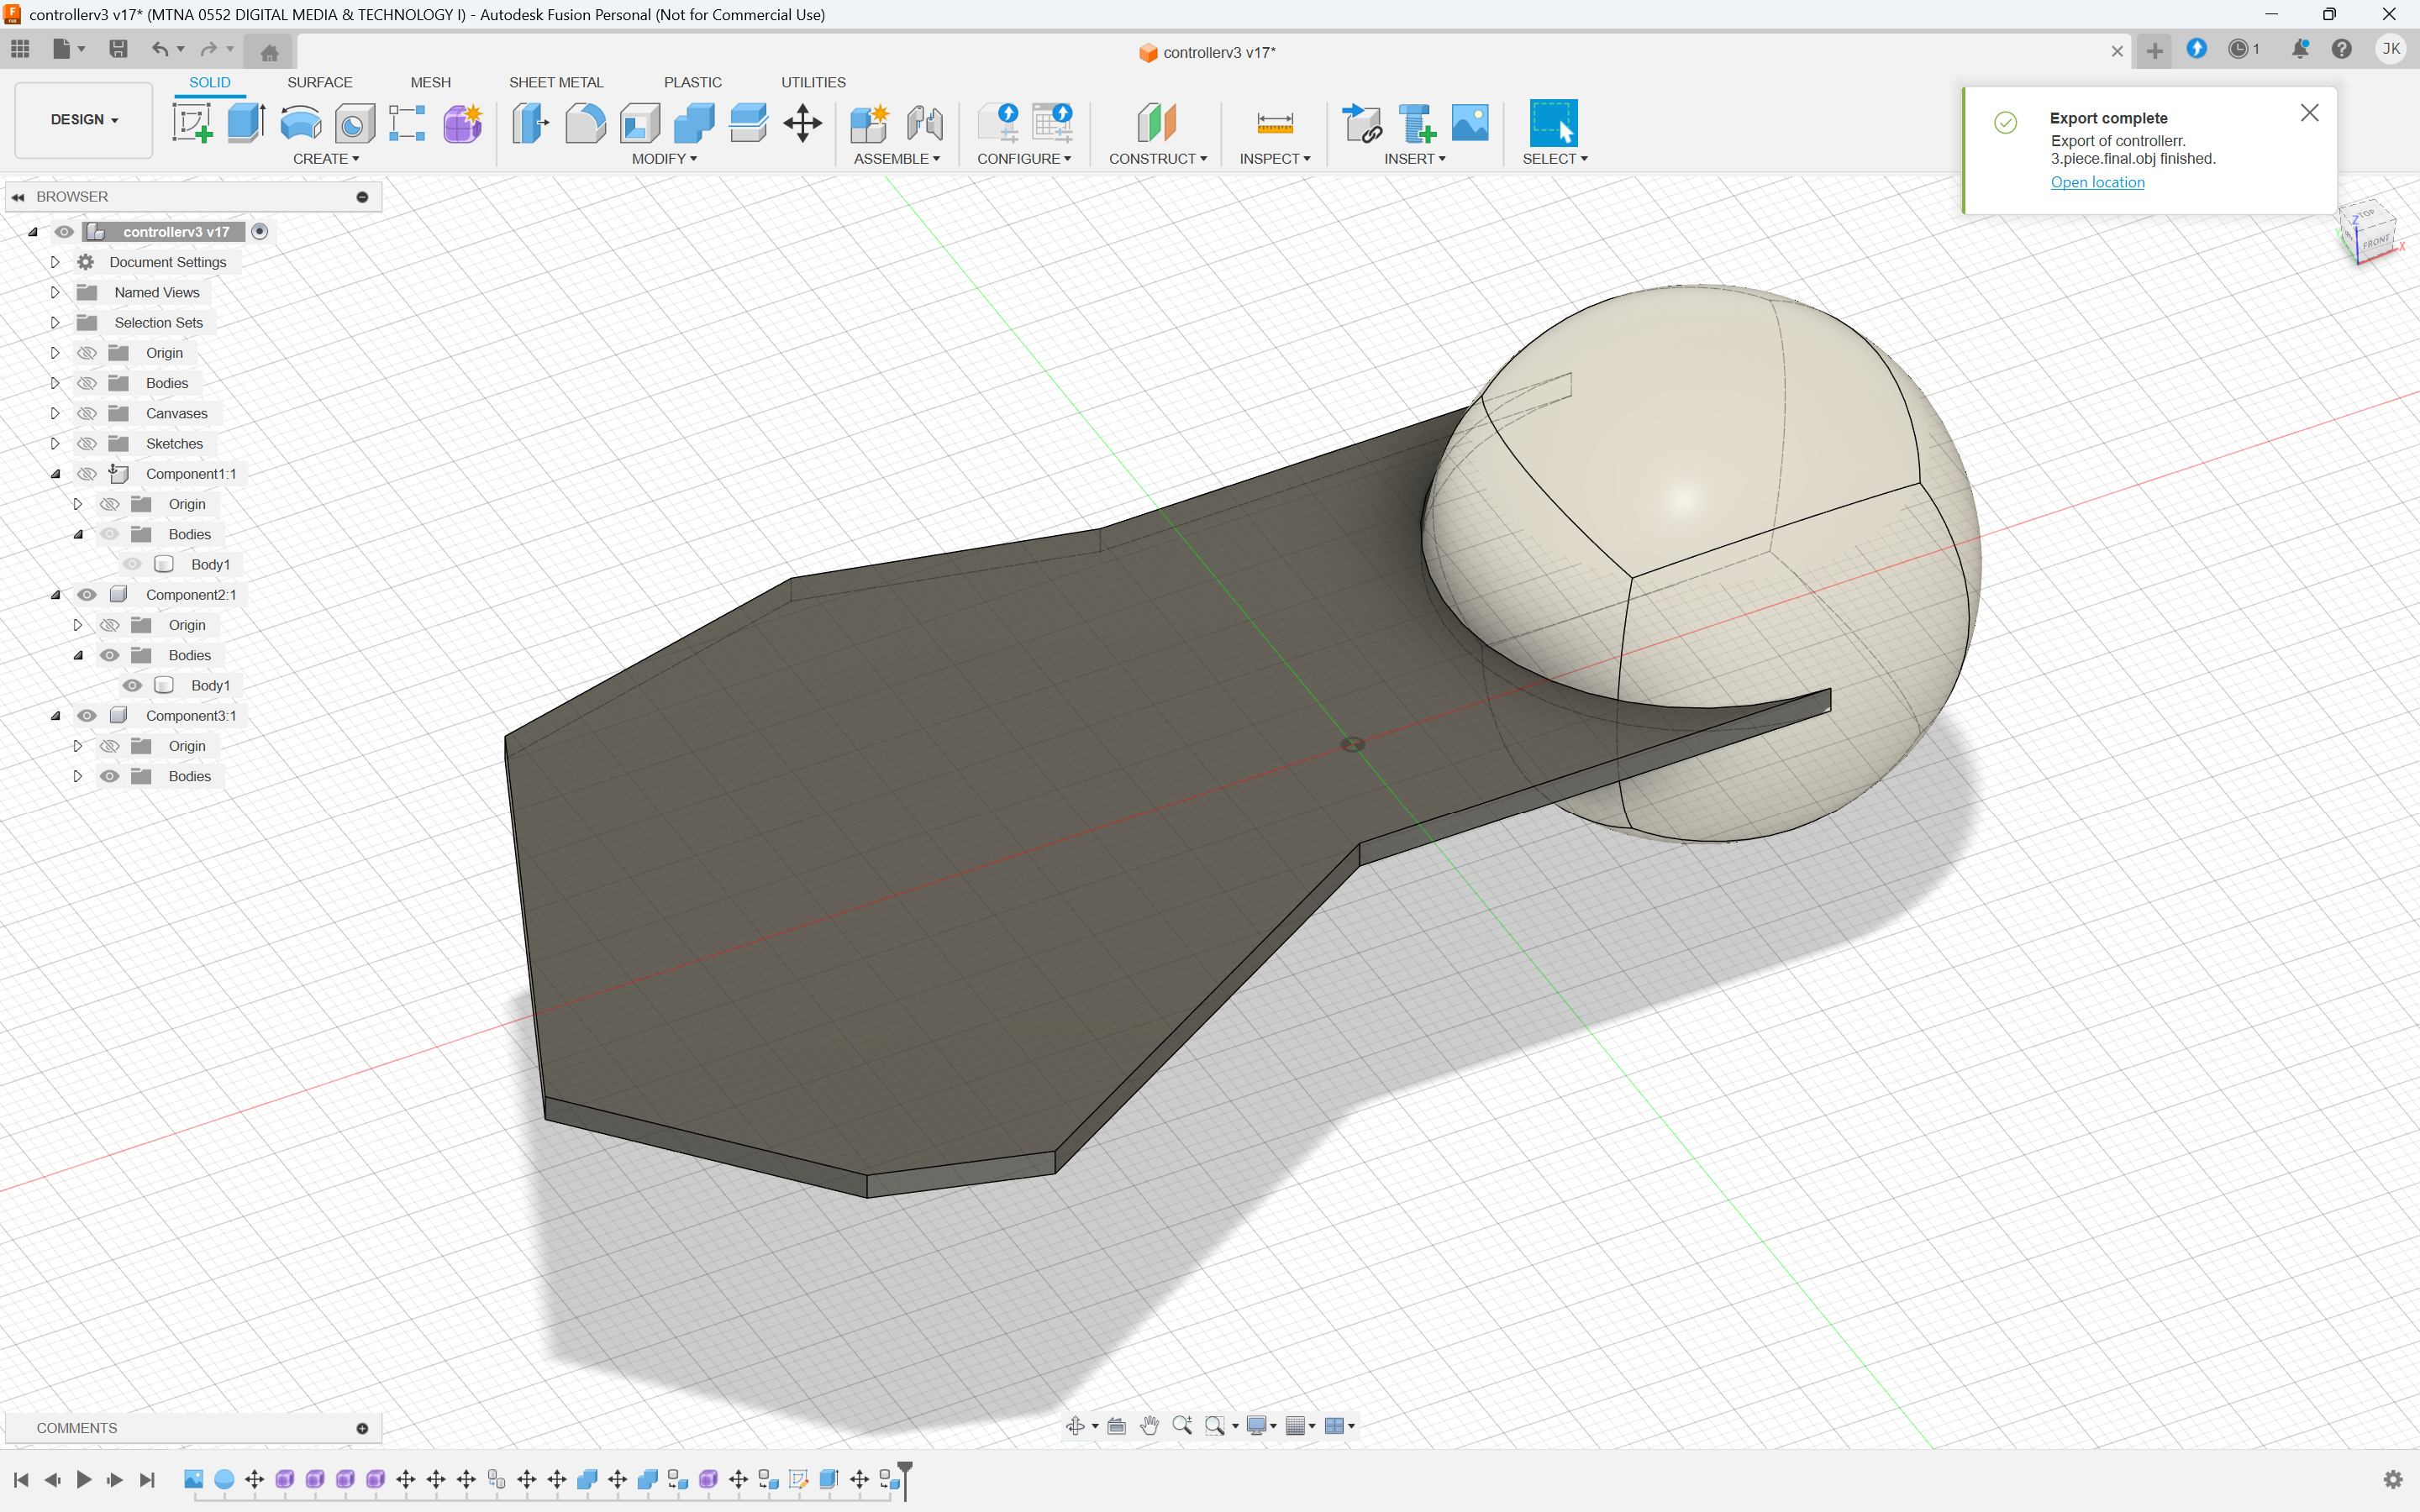 controllerv3 v17* (MTNA 0552 DIGITAL MEDIA & TECHNOLOGY I) - Autodesk Fusion Personal (Not for Commercial Use)
controllerv3 v17*
1
JK
SOLID
SURFACE
MESH
SHEET METAL
PLASTIC
UTILITIES
DESIGN
CREATE
MODIFY
ASSEMBLE
CONFIGURE
CONSTRUCT
INSPECT
INSERT
SELECT
Export complete
Export of controllerr.
3.piece.final.obj finished.
Open location
TOP
FRONT
Z
X
BROWSER
controllerv3 v17
Document Settings
Named Views
Selection Sets
Origin
Bodies
Canvases
Sketches
Component1:1
Origin
Bodies
Body1
Component2:1
Origin
Bodies
Body1
Component3:1
Origin
Bodies
COMMENTS